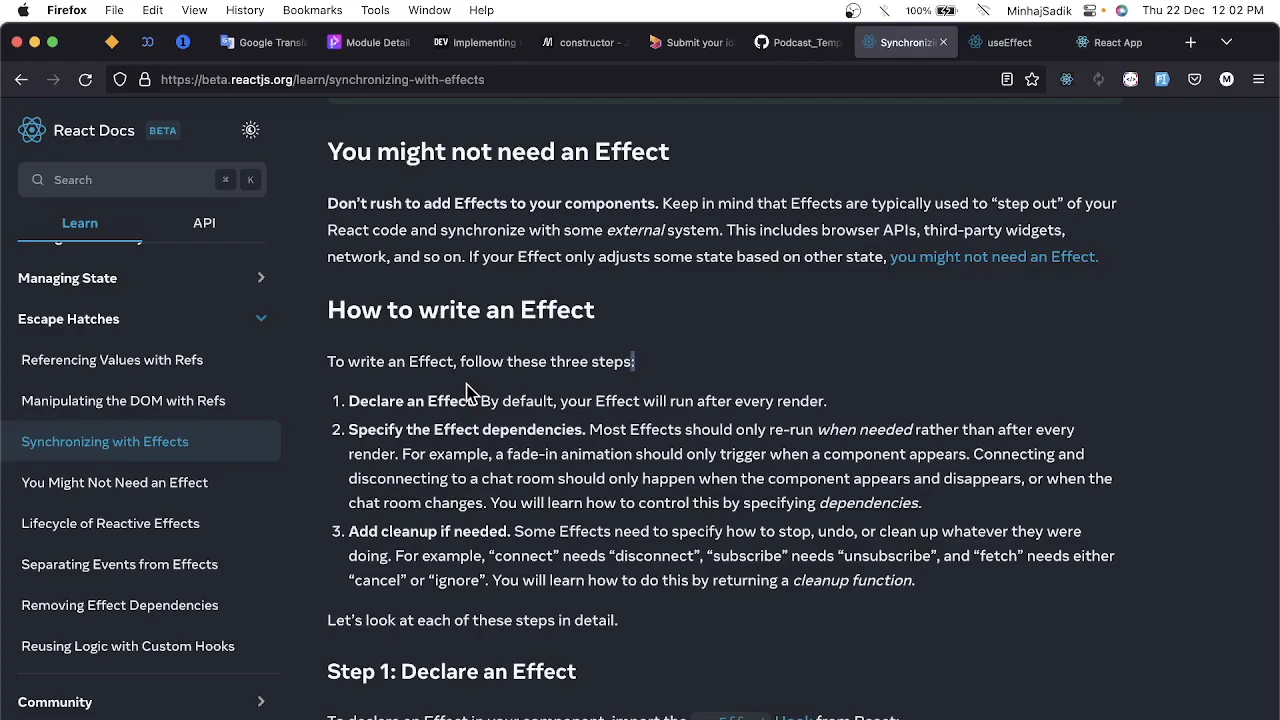 Firefox File Edit View History Bookmarks Tools Window Help 100% MinhajSadik Thu 22 Dec 12:02 PM
Google Transl Module Detail DEV Implementing constructor - Submit your id Podcast_Temp Synchronizi useEffect React App
https://beta.reactjs.org/learn/synchronizing-with-effects
React Docs BETA
Search ⌘ K
Learn API
Managing State
Escape Hatches
Referencing Values with Refs
Manipulating the DOM with Refs
Synchronizing with Effects
You Might Not Need an Effect
Lifecycle of Reactive Effects
Separating Events from Effects
Removing Effect Dependencies
Reusing Logic with Custom Hooks
Community
You might not need an Effect
Don’t rush to add Effects to your components. Keep in mind that Effects are typically used to “step out” of your
React code and synchronize with some external system. This includes browser APIs, third-party widgets,
network, and so on. If your Effect only adjusts some state based on other state, you might not need an Effect.
How to write an Effect
To write an Effect, follow these three steps:
1. Declare an Effect. By default, your Effect will run after every render.
2. Specify the Effect dependencies. Most Effects should only re-run when needed rather than after every
render. For example, a fade-in animation should only trigger when a component appears. Connecting and
disconnecting to a chat room should only happen when the component appears and disappears, or when the
chat room changes. You will learn how to control this by specifying dependencies.
3. Add cleanup if needed. Some Effects need to specify how to stop, undo, or clean up whatever they were
doing. For example, “connect” needs “disconnect”, “subscribe” needs “unsubscribe”, and “fetch” needs either
“cancel” or “ignore”. You will learn how to do this by returning a cleanup function.
Let’s look at each of these steps in detail.
Step 1: Declare an Effect
To declare an Effect in your component, import the useEffect Hook from React: